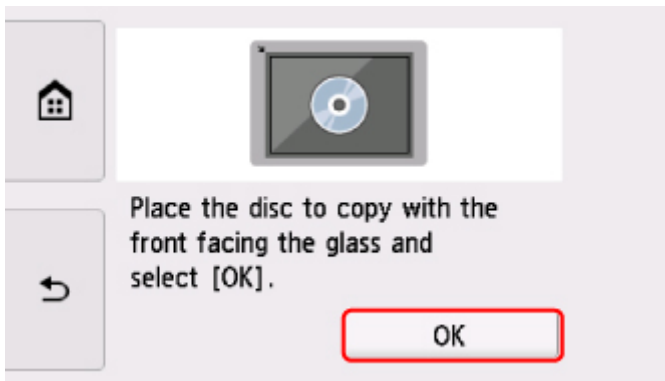 Place the disc to copy with the
front facing the glass and
select [OK].
OK